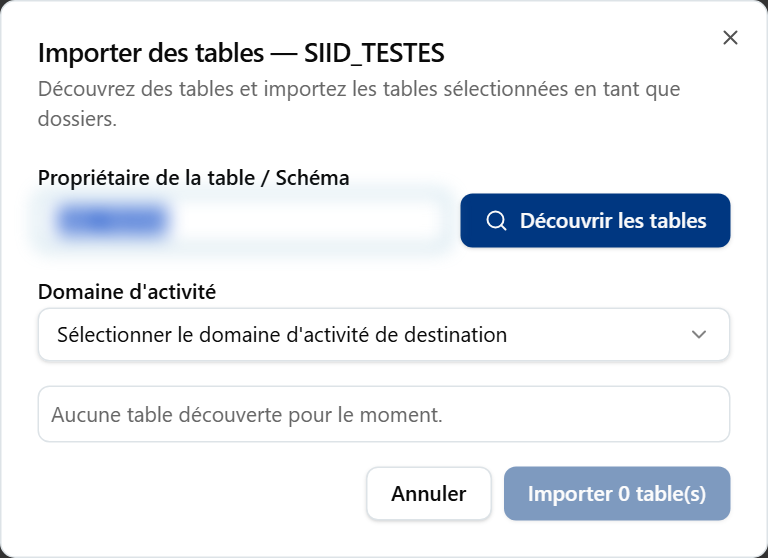 Importer des tables — SIID_TESTES
Découvrez des tables et importez les tables sélectionnées en tant que
dossiers.
Propriétaire de la table / Schéma
Découvrir les tables
Domaine d'activité
Sélectionner le domaine d'activité de destination
Aucune table découverte pour le moment.
Annuler
Importer 0 table(s)